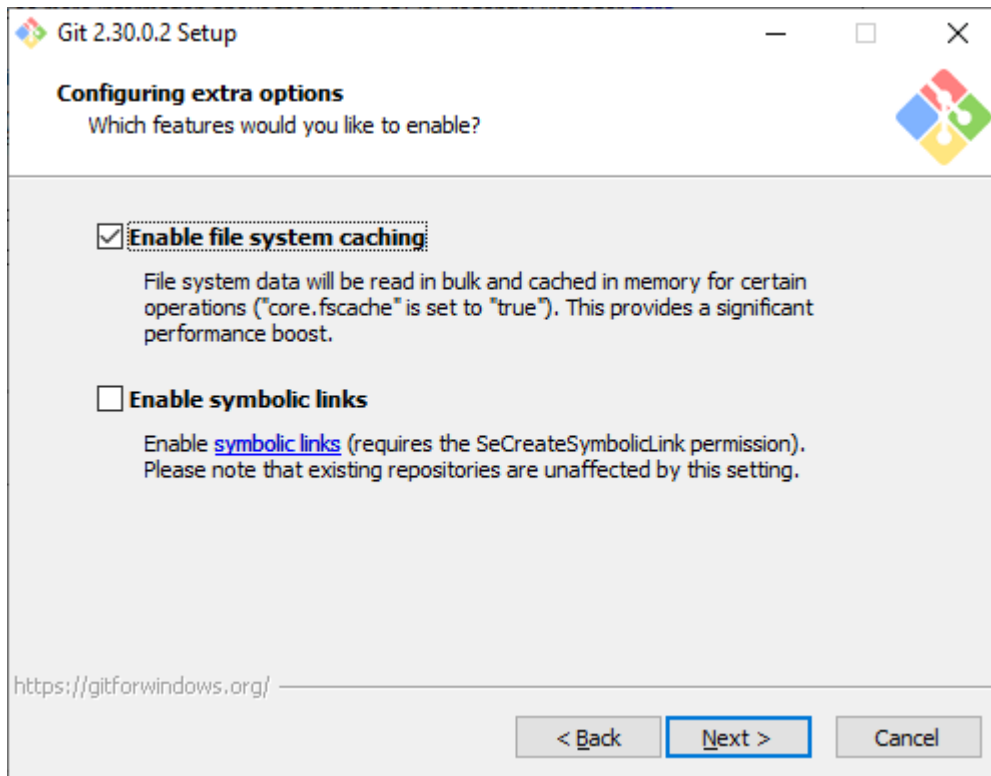 Git 2.30.0.2 Setup
Configuring extra options
Which features would you like to enable?
Enable file system caching
File system data will be read in bulk and cached in memory for certain
operations ("core.fscache" is set to "true"). This provides a significant
performance boost.
Enable symbolic links
Enable symbolic links (requires the SeCreateSymbolicLink permission).
Please note that existing repositories are unaffected by this setting.
https://gitforwindows.org/
< Back
Next >
Cancel